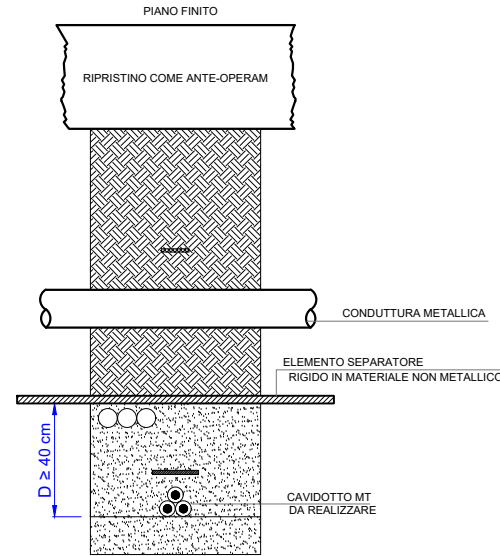 PIANO FINITO
RIPRISTINO COME ANTE-OPERAM
CONDUTTURA METALLICA
ELEMENTO SEPARATORE
RIGIDO IN MATERIALE NON METALLICO
D ≥ 40 cm
CAVIDOTTO MT
DA REALIZZARE